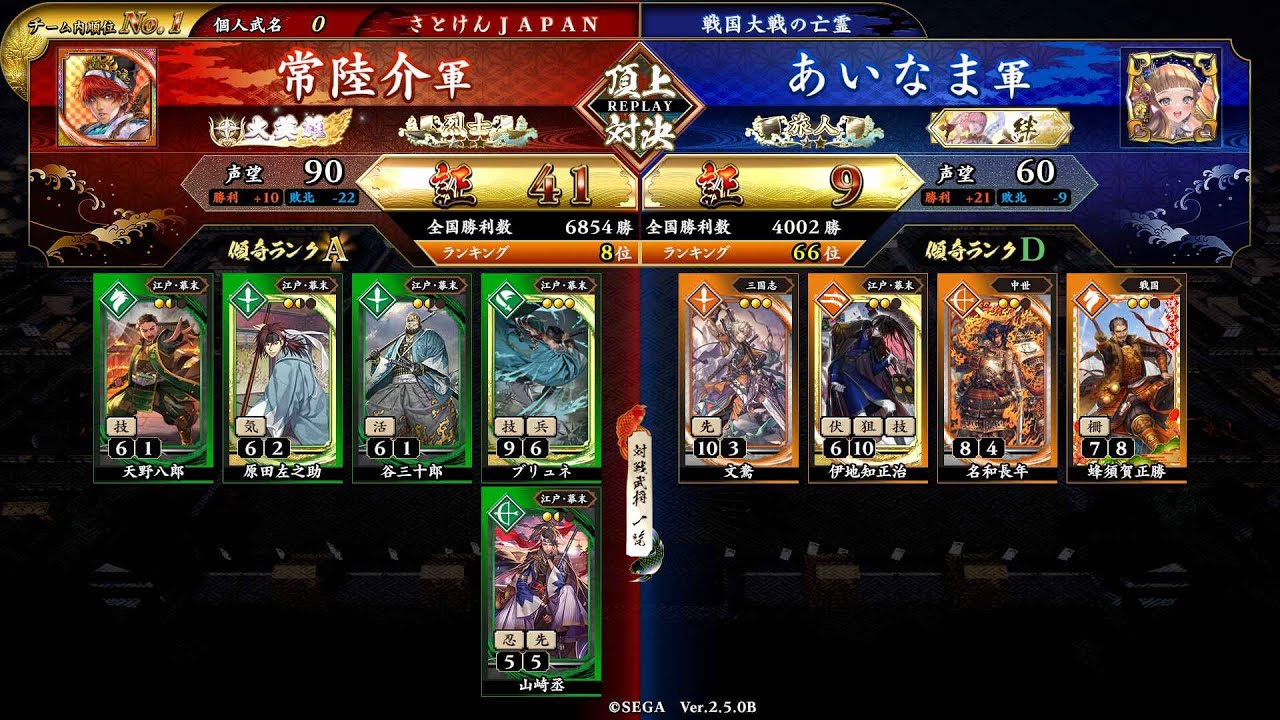 チーム内順位 No.1
個人武名 0
さとけんJAPAN
戦国大戦の亡霊
常陸介軍
頂上
REPLAY
対決
あいなま軍
大英雄
烈士
旅人
絆
声望 90
勝利 +10 敗北 -22
証 41
証 9
声望 60
勝利 +21 敗北 -9
全国勝利数 6854勝
全国勝利数 4002勝
傾奇ランクA
ランキング 8位
ランキング 66位
傾奇ランクD
江戸・幕末
技
6 1
天野八郎
江戸・幕末
気
6 2
原田左之助
江戸・幕末
活
6 1
谷三十郎
江戸・幕末
技 兵
9 6
ブリュネ
三国志
先
10 3
文鴦
江戸・幕末
伏 狙 技
6 10
伊地知正治
中世
8 4
名和長年
戦国
柵
7 8
蜂須賀正勝
対戦武将一覧
江戸・幕末
忍 先
5 5
山崎丞
©SEGA Ver.2.5.0B